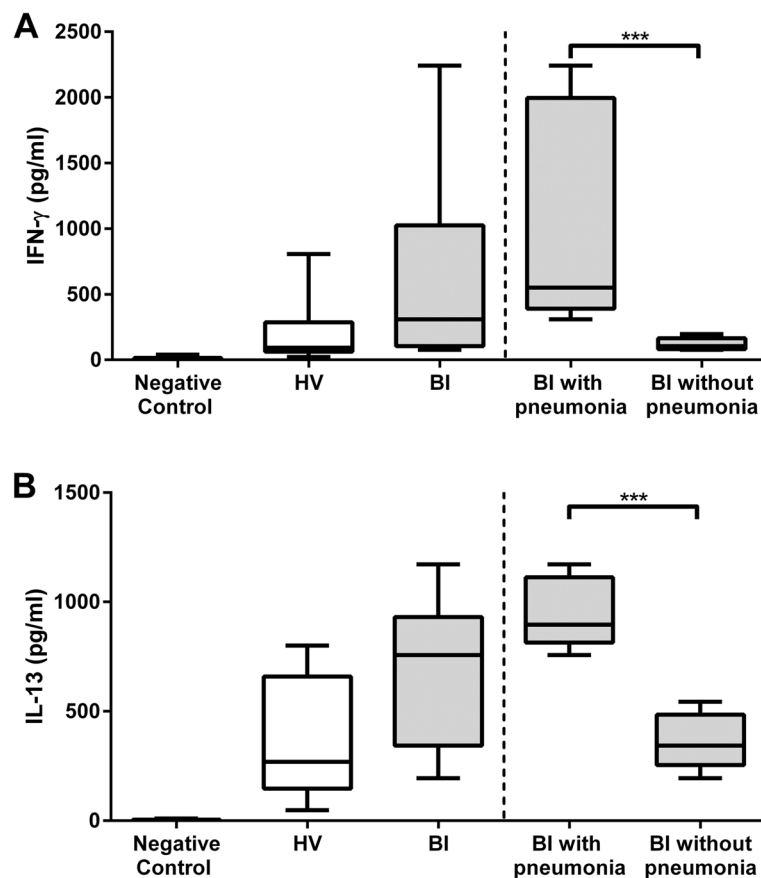 A
IFN-γ (pg/ml)
2500
2000
1500
1000
500
0
***
Negative
Control
HV
BI
BI with
pneumonia
BI without
pneumonia
B
IL-13 (pg/ml)
1500
1000
500
0
***
Negative
Control
HV
BI
BI with
pneumonia
BI without
pneumonia